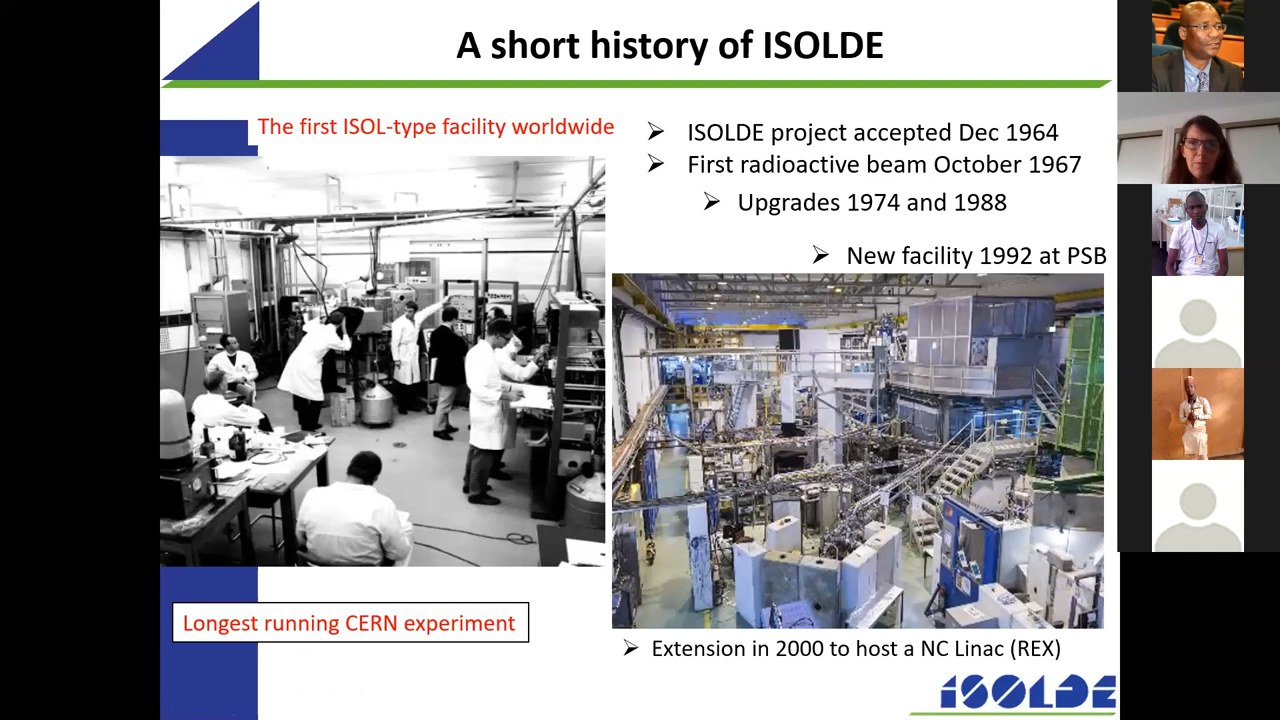 A short history of ISOLDE
The first ISOL-type facility worldwide
ISOLDE project accepted Dec 1964
First radioactive beam October 1967
Upgrades 1974 and 1988
New facility 1992 at PSB
Longest running CERN experiment
Extension in 2000 to host a NC Linac (REX)
ISOLDE